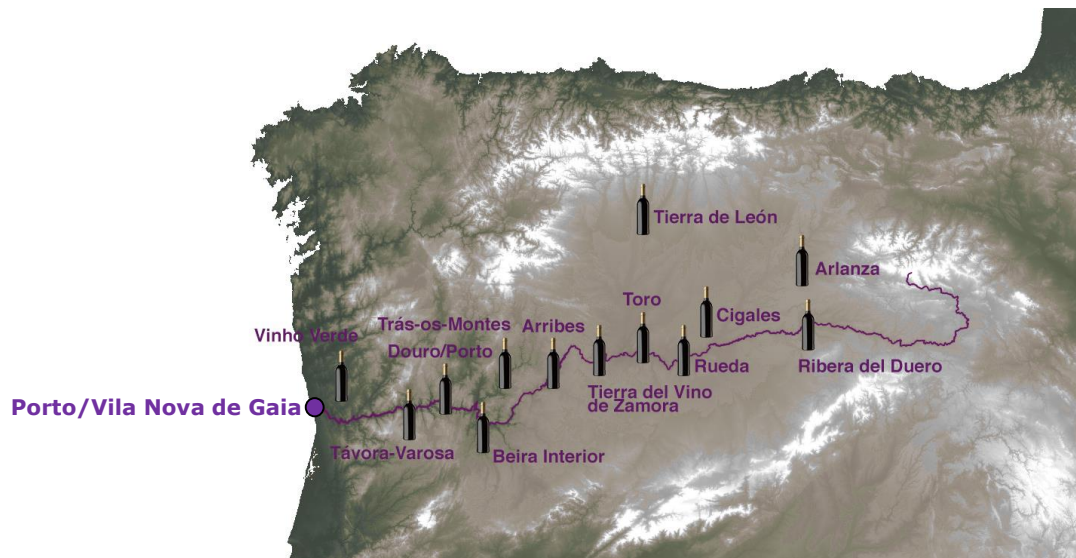 Tierra de León
Arlanza
Toro
Cigales
Trás-os-Montes
Arribes
Vinho Verde
Douro/Porto
Rueda
Ribera del Duero
Tierra del Vino
de Zamora
Porto/Vila Nova de Gaia
Távora-Varosa
Beira Interior